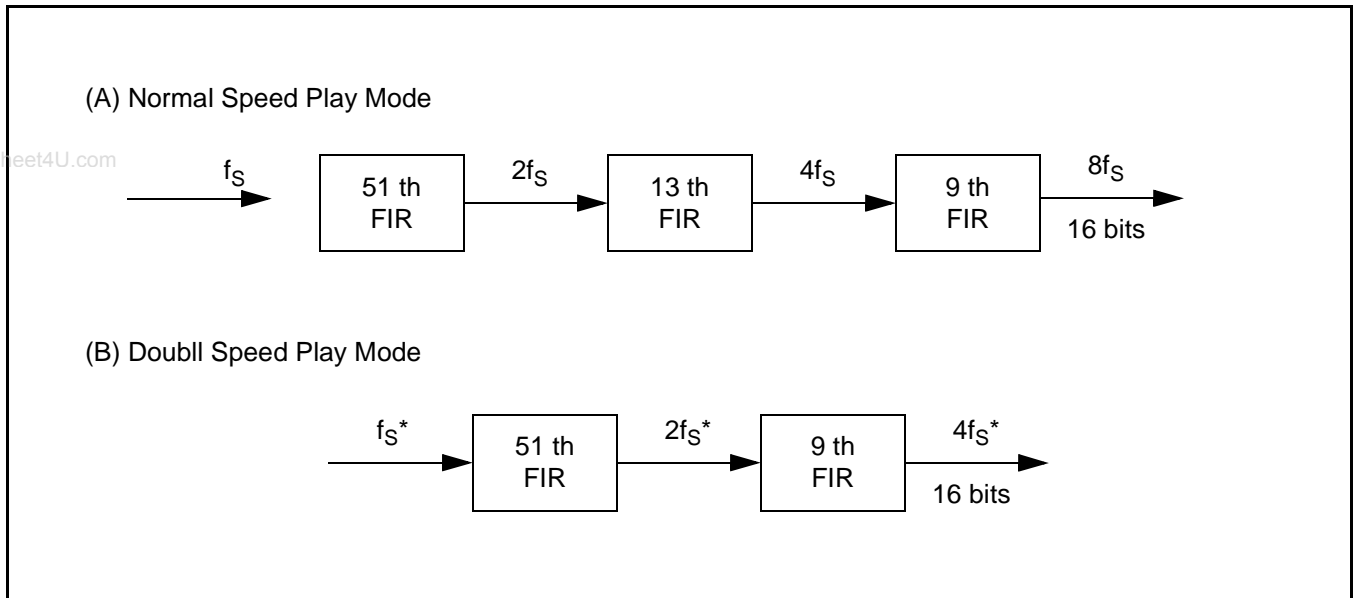 (A) Normal Speed Play Mode
heet4U.com
fS
51 th
FIR
2fS
13 th
FIR
4fS
9 th
FIR
8fS
16 bits
(B) Doubll Speed Play Mode
fS*
51 th
FIR
2fS*
9 th
FIR
4fS*
16 bits